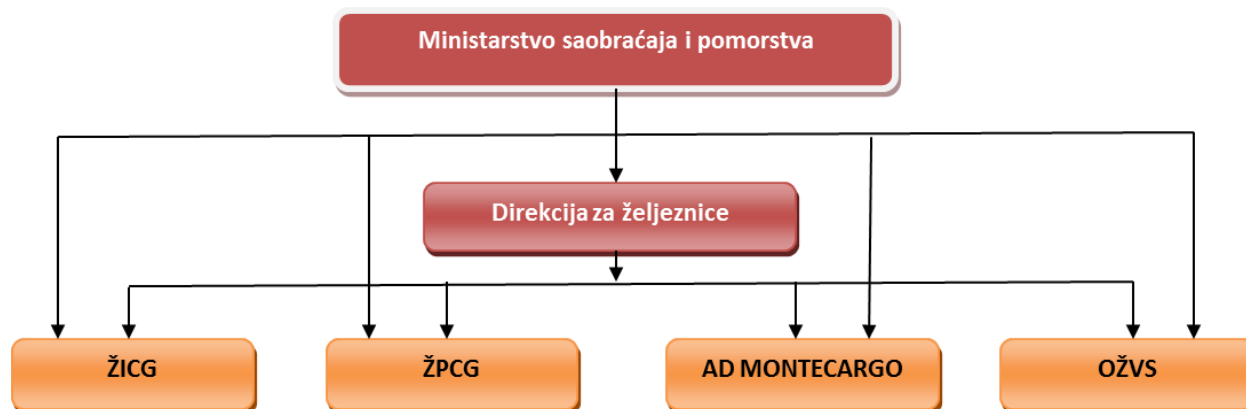 Ministarstvo saobraćaja i pomorstva
Direkcija za željeznice
ŽICG
ŽPCG
AD MONTECARGO
OŽVS